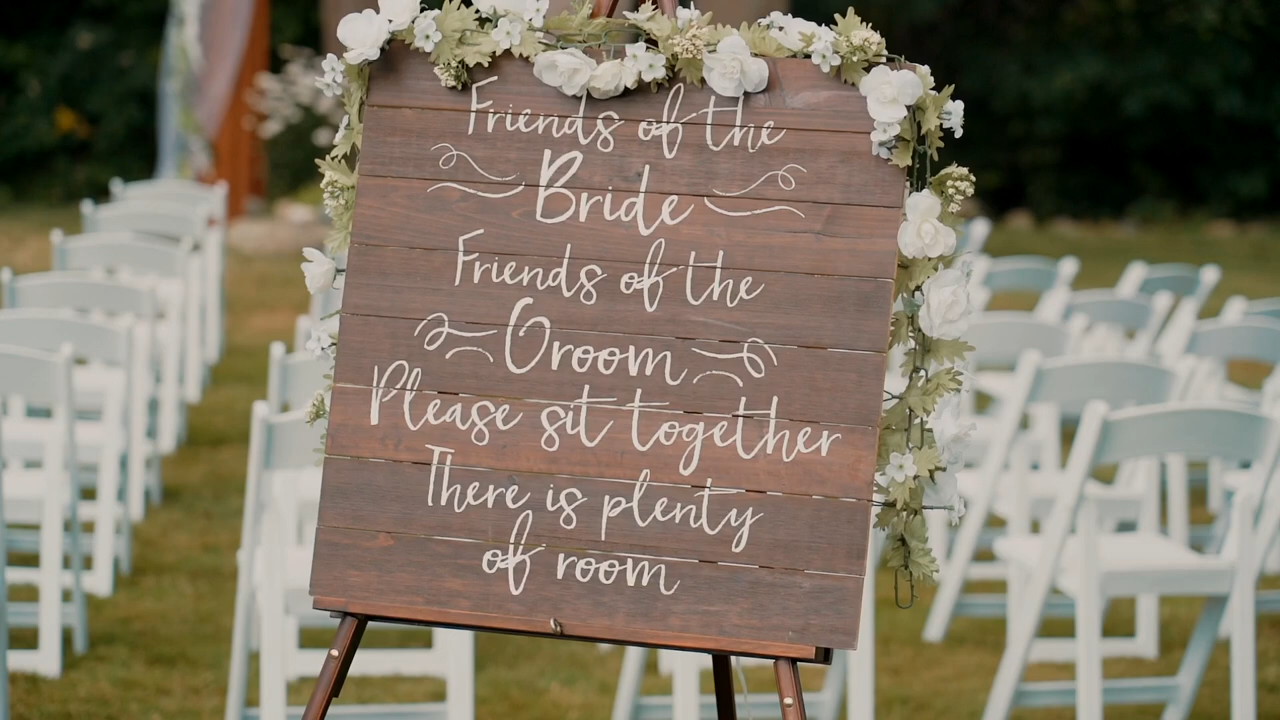 Friends of the
Bride
Friends of the
Groom
Please sit together
There is plenty
of room